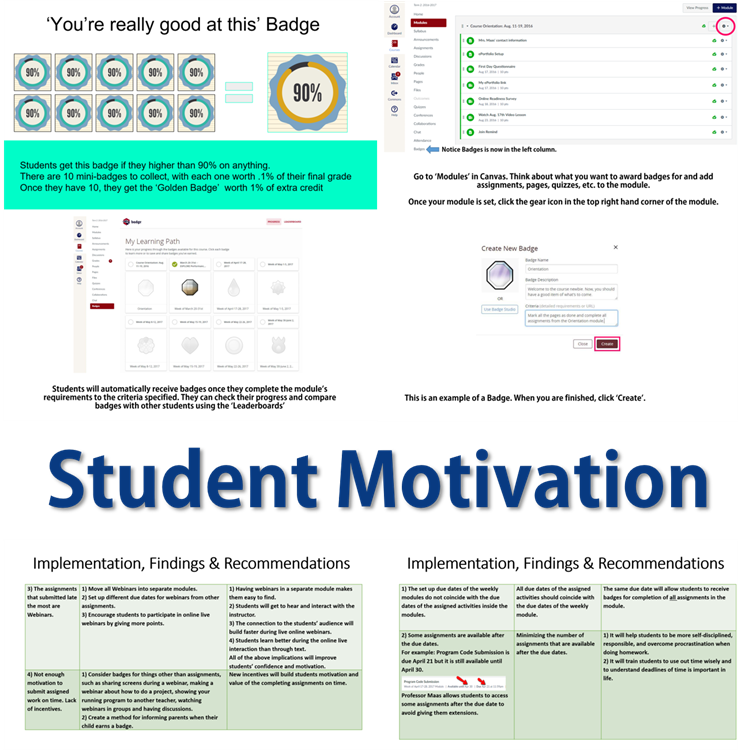 'You're really good at this' Badge
90% 90% 90% 90% 90%
90% 90% 90% 90% 90%
90%
Students get this badge if they higher than 90% on anything.
There are 10 mini-badges to collect, with each one worth .1% of their final grade
Once they have 10, they get the 'Golden Badge' worth 1% of extra credit
View Progress
+ Module
Account
Dashboard
Courses
Calendar
Inbox
Commons
Help
Home
Modules
Syllabus
Announcements
Assignments
Discussions
Grades
People
Pages
Files
Quizzes
Conferences
Collaborations
Chat
Attendance
Badges
Course Orientation: Aug. 11-19, 2016
Mrs. Maas' contact information
ePortfolio Setup
First Day Questionnaire
My ePortfolio link
Online Readiness Survey
Watch Aug. 17th Video Lesson
Join Remind
Notice Badges is now in the left column.
Go to 'Modules' in Canvas. Think about what you want to award badges for and add
assignments, pages, quizzes, etc. to the module.
Once your module is set, click the gear icon in the top right hand corner of the module.
badge
My Learning Path
Orientation
Students will automatically receive badges once they complete the module's
requirements to the criteria specified. They can check their progress and compare
badges with other students using the 'Leaderboards'
Create New Badge
Badge Name
Orientation
Badge Description
Welcome to the course newbie. Now, you should
have a good item of what's to come.
OR
Use Badge Studio
Criteria (detailed requirements or URL)
Mark all the pages as done and complete all
assignments from the Orientation module.
Close
Create
This is an example of a Badge. When you are finished, click 'Create'.
Student Motivation
Implementation, Findings & Recommendations
3) The assignments
that submitted late
the most are
Webinars.
1) Move all Webinars into separate modules.
2) Set up different due dates for webinars from other
assignments.
3) Encourage students to participate in online live
webinars by giving more points.
1) Having webinars in a separate module makes
them easy to find.
2) Students will get to hear and interact with the
instructor.
3) The connection to the students' audience will
build faster during live online webinars.
4) Students learn better during the online live
interaction than through text.
All of the above implications will improve
students' confidence and motivation.
4) Not enough
motivation to
submit assigned
work on time. Lack
of incentives.
1) Consider badges for things other than assignments,
such as sharing screens during a webinar, making a
webinar about how to do a project, showing your
running program to another teacher, watching
webinars in groups and having discussions.
2) Create a method for informing parents when their
child earns a badge.
New incentives will build students motivation and
value of the completing assignments on time.
Implementation, Findings & Recommendations
1) The set up due dates of the weekly
modules do not coincide with the due
dates of the assigned activities inside the
modules.
All due dates of the assigned
activities should coincide with
the due dates of the weekly
module.
The same due date will allow students to receive
badges for completion of all assignments in the
module.
2) Some assignments are available after
the due dates.
For example: Program Code Submission is
due April 21 but it is still available until
April 30.
Program Code Submission
Professor Maas allows students to access
some assignments after the due date to
avoid giving them extensions.
Minimizing the number of
assignments that are available
after the due dates.
1) It will help students to be more self-disciplined,
responsible, and overcome procrastination when
doing homework.
2) It will train students to use out time wisely and
to understand deadlines of time is important in
life.